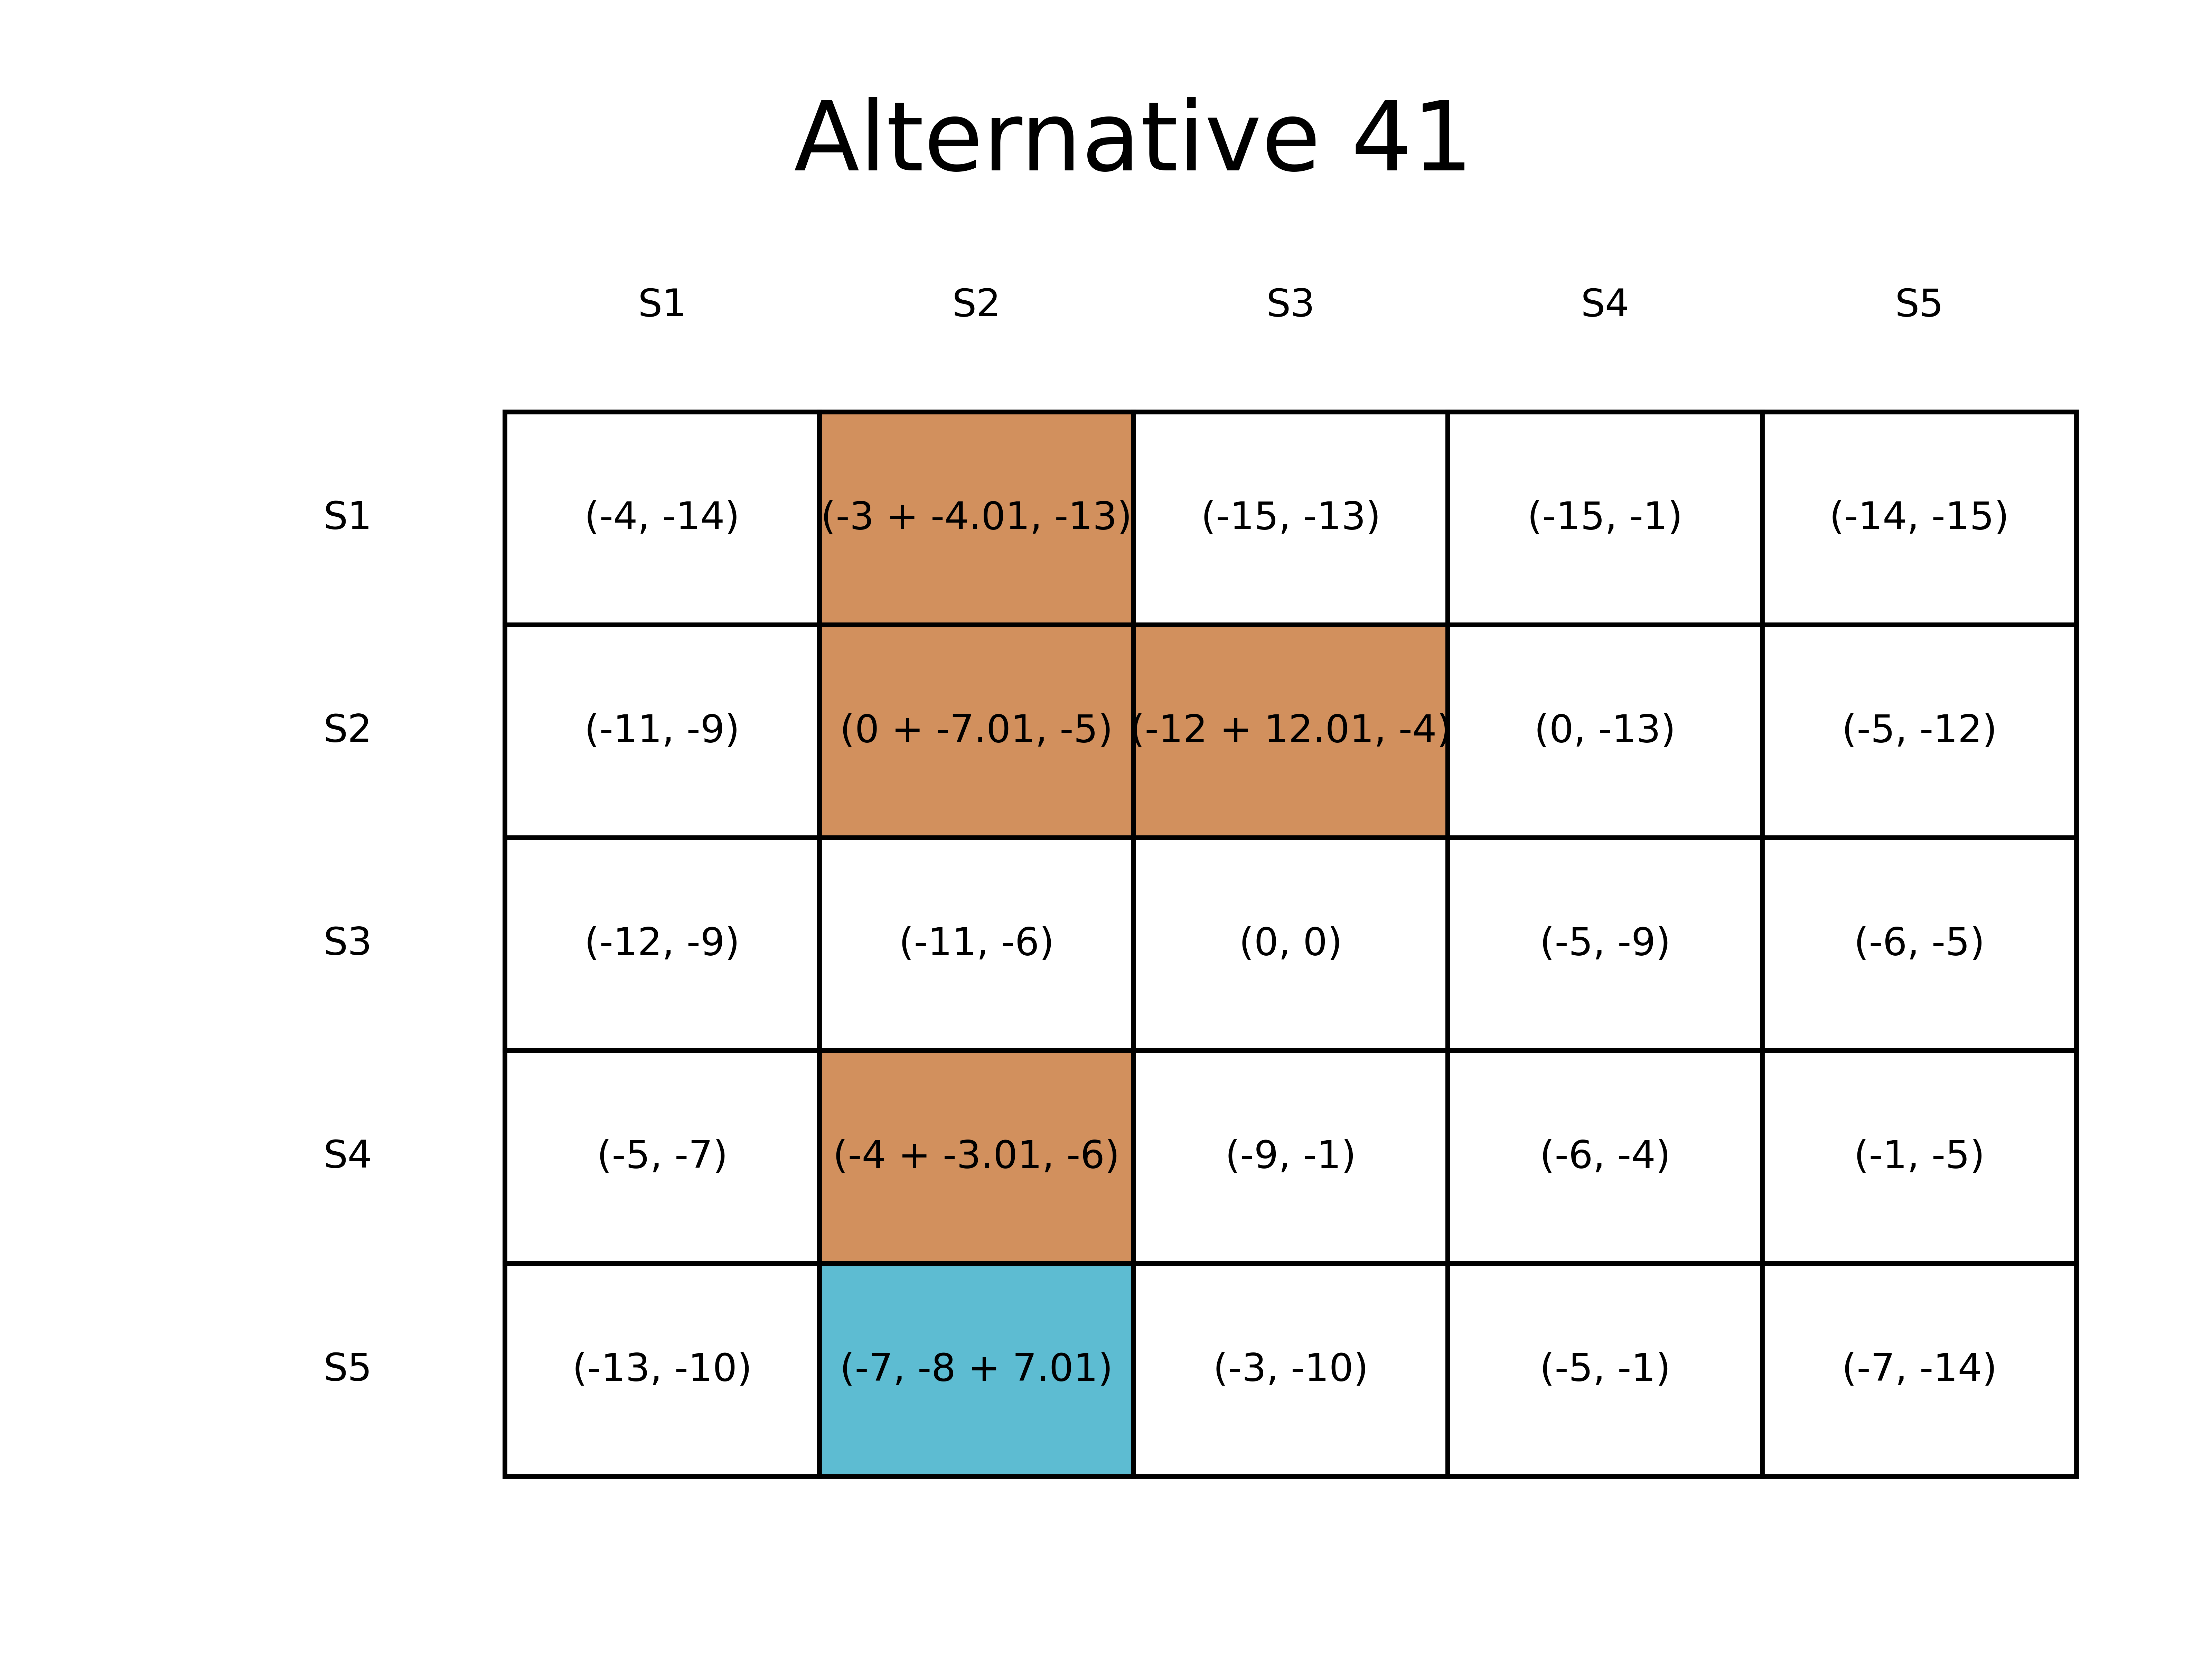 Alternative 41
S1 S2 S3 S4 S5
S1 (-4, -14) (-3 + -4.01, -13) (-15, -13) (-15, -1) (-14, -15)
S2 (-11, -9) (0 + -7.01, -5) (-12 + 12.01, -4) (0, -13) (-5, -12)
S3 (-12, -9) (-11, -6) (0, 0) (-5, -9) (-6, -5)
S4 (-5, -7) (-4 + -3.01, -6) (-9, -1) (-6, -4) (-1, -5)
S5 (-13, -10) (-7, -8 + 7.01) (-3, -10) (-5, -1) (-7, -14)